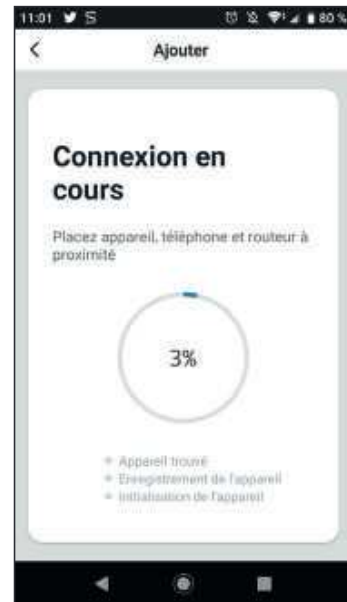 11:01 80 %
Ajouter
Connexion en
cours
Placez appareil, téléphone et routeur à
proximité
3%
Appareil trouvé
Enregistrement de l'appareil
Initialisation de l'appareil